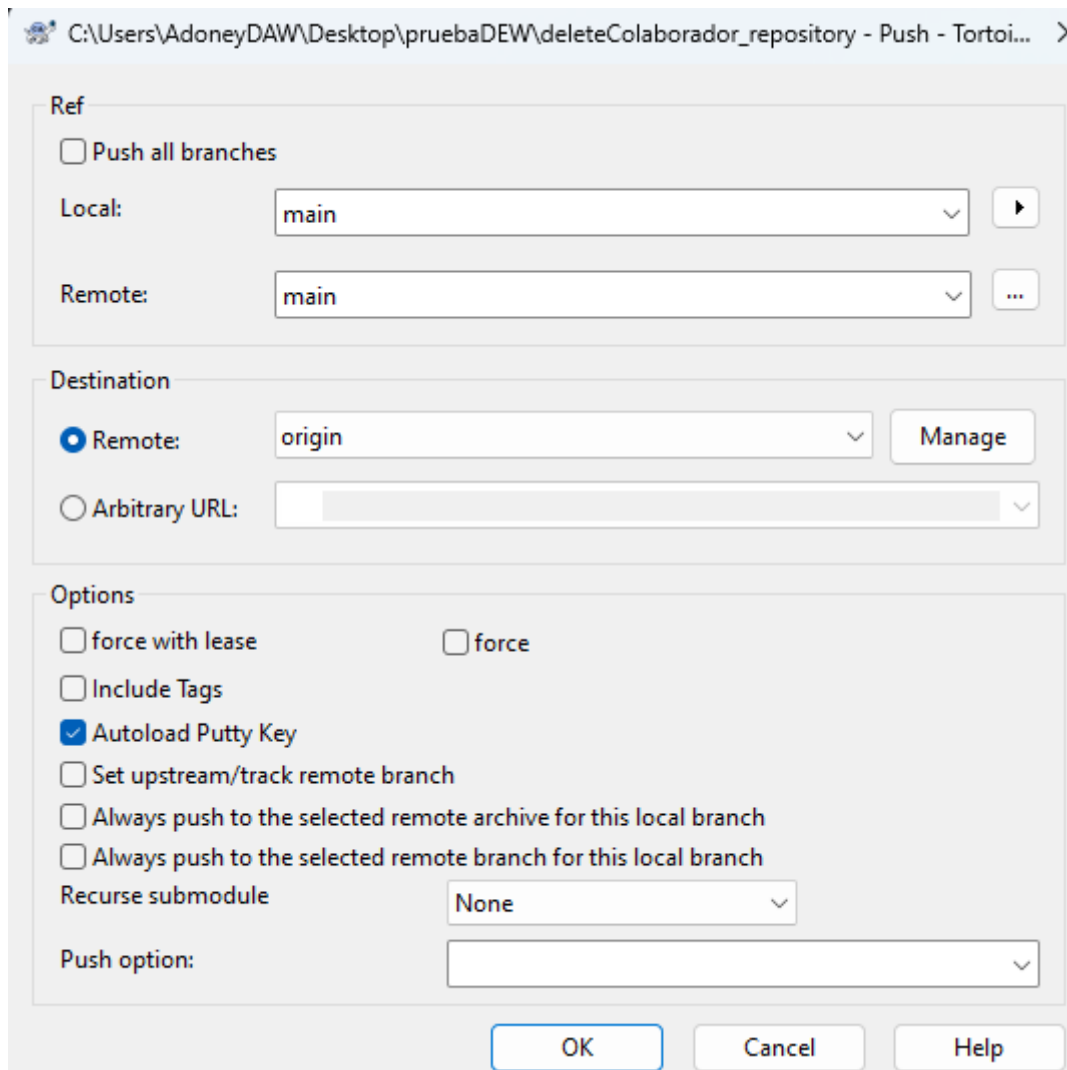 C:\Users\AdoneyDAW\Desktop\pruebaDEW\deleteColaborador_repository - Push - Tortoi...
Ref
Push all branches
Local: main
Remote: main ...
Destination
Remote: origin Manage
Arbitrary URL:
Options
force with lease force
Include Tags
Autoload Putty Key
Set upstream/track remote branch
Always push to the selected remote archive for this local branch
Always push to the selected remote branch for this local branch
Recurse submodule None
Push option:
OK Cancel Help